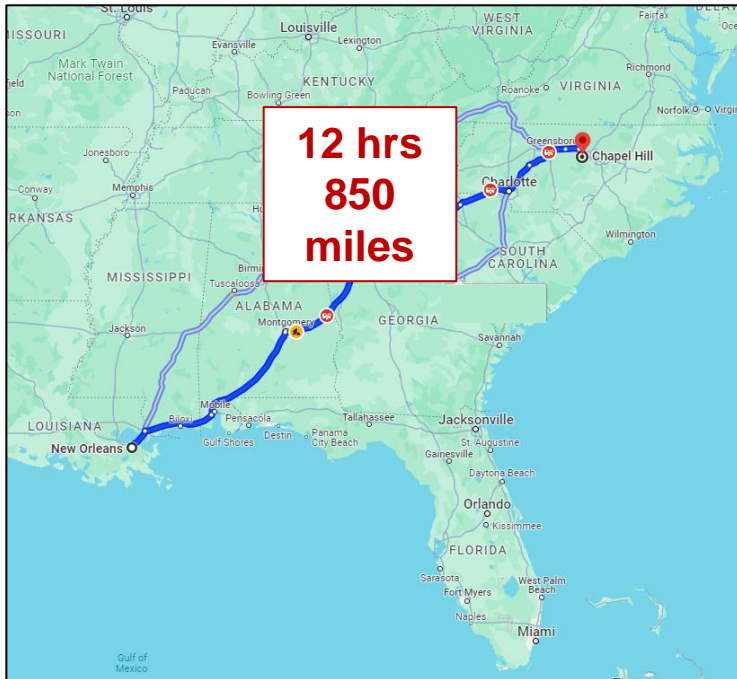 St. Louis
MISSOURI
Louisville
WEST
VIRGINIA
Fairfax
Evansville
Lexington
Mark Twain
National Forest
Richmond
KENTUCKY
VIRGINIA
Paducah
Roanoke
Bowling Green
Norfolk
12 hrs
850
miles
Greensboro
Chapel Hill
Jonesboro
Charlotte
Conway
Memphis
ARKANSAS
Wilmington
SOUTH
CAROLINA
MISSISSIPPI
Tuscaloosa
ALABAMA
Montgomery
GEORGIA
Jackson
Savannah
Mobile
LOUISIANA
Biloxi
Pensacola
Tallahassee
Jacksonville
New Orleans
Gulf Shores
Destin
Panama
City Beach
St. Augustine
Gainesville
Daytona Beach
Orlando
Kissimmee
FLORIDA
Sarasota
Fort Myers
West Palm
Beach
Naples
Miami
Gulf of
Mexico